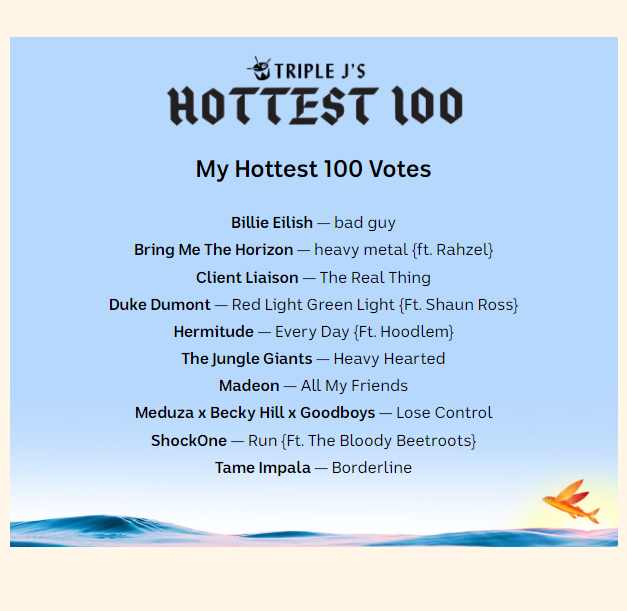 TRIPLE J'S
HOTTEST 100
My Hottest 100 Votes
Billie Eilish — bad guy
Bring Me The Horizon — heavy metal {ft. Rahzel}
Client Liaison — The Real Thing
Duke Dumont — Red Light Green Light {Ft. Shaun Ross}
Hermitude — Every Day {Ft. Hoodlem}
The Jungle Giants — Heavy Hearted
Madeon — All My Friends
Meduza x Becky Hill x Goodboys — Lose Control
ShockOne — Run {Ft. The Bloody Beetroots}
Tame Impala — Borderline